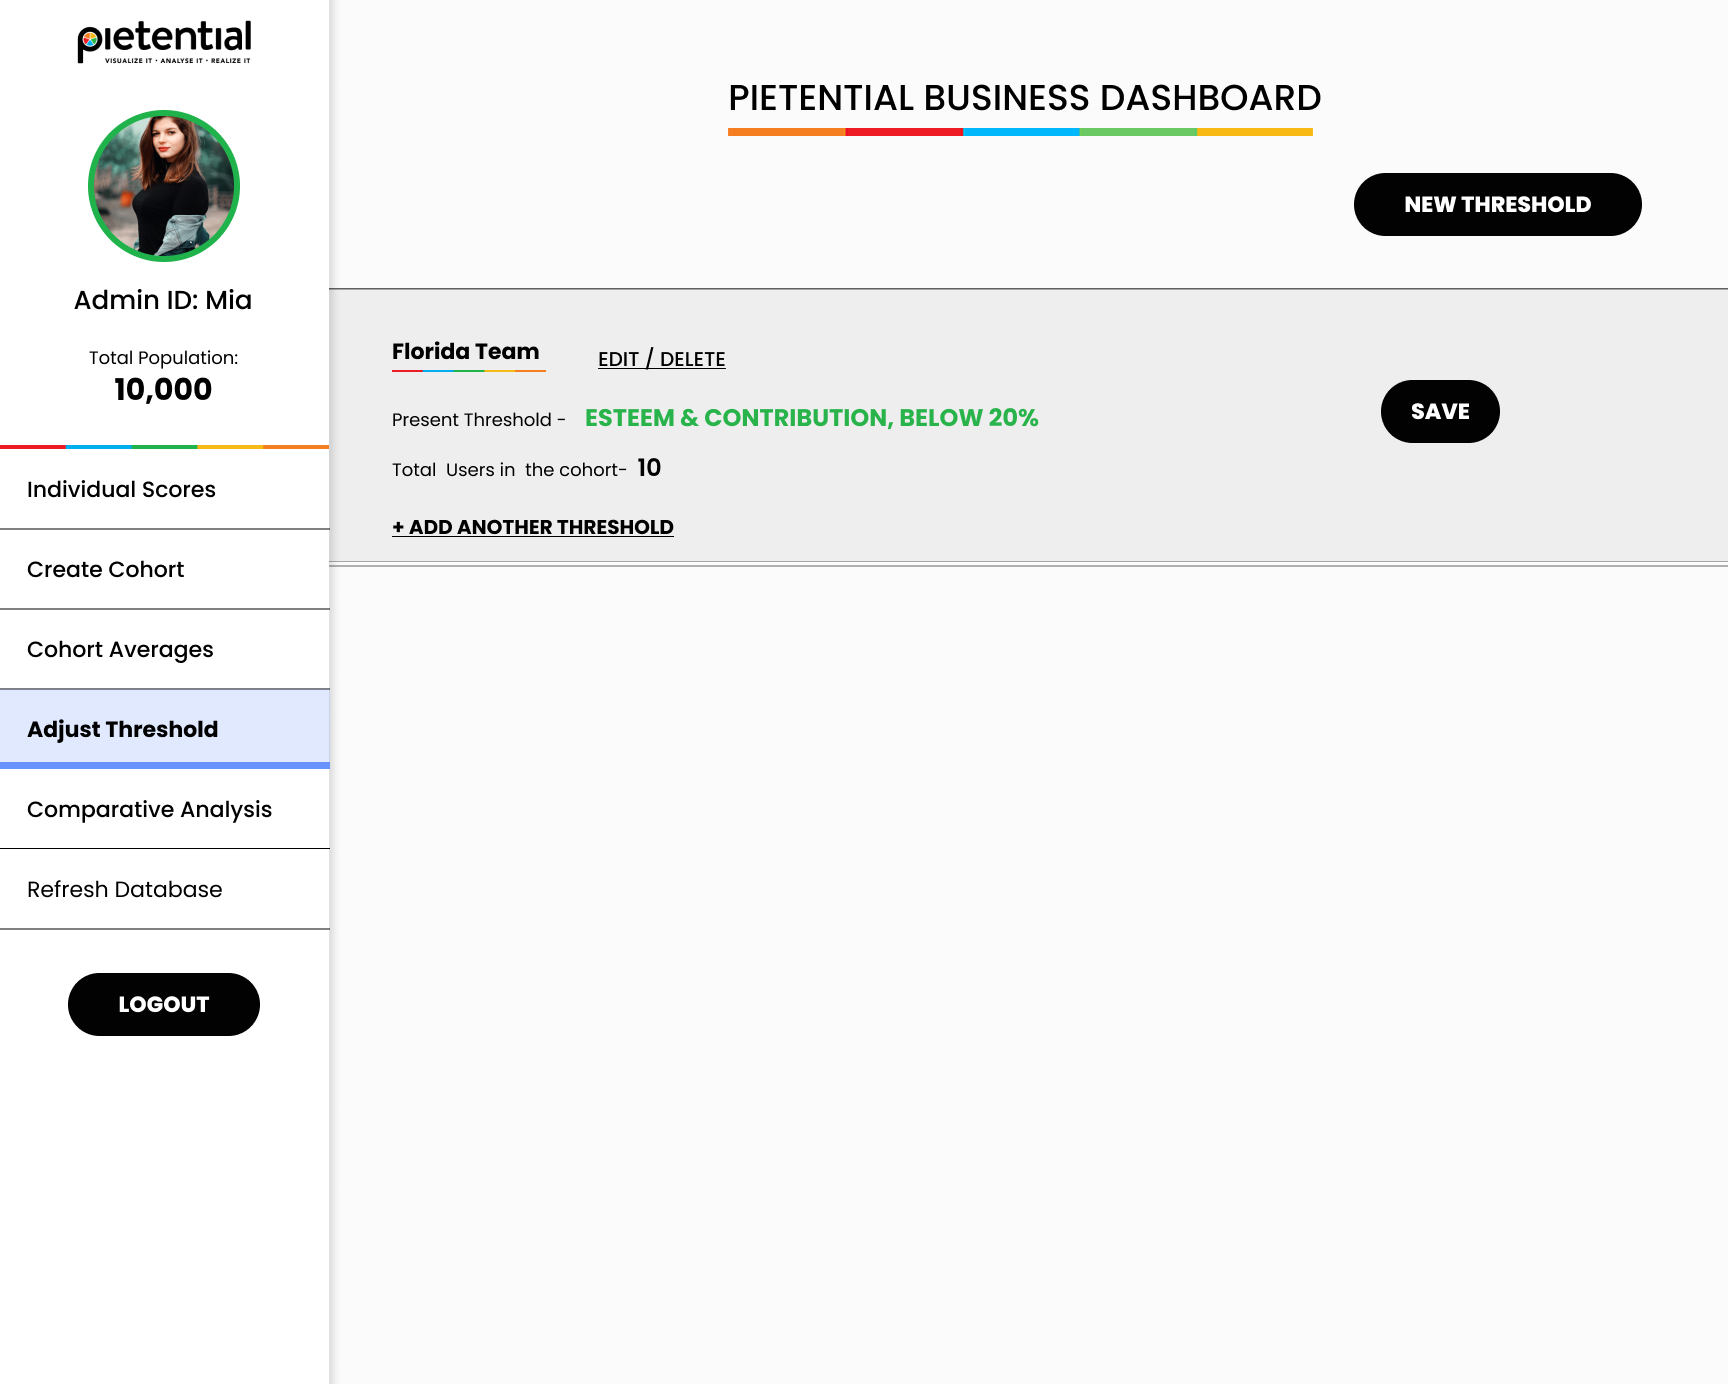 pietential
VISUALIZE IT • ANALYSE IT • REALIZE IT
Admin ID: Mia
Total Population:
10,000
Individual Scores
Create Cohort
Cohort Averages
Adjust Threshold
Comparative Analysis
Refresh Database
LOGOUT
PIETENTIAL BUSINESS DASHBOARD
NEW THRESHOLD
Florida Team EDIT / DELETE
Present Threshold - ESTEEM & CONTRIBUTION, BELOW 20%
SAVE
Total Users in the cohort- 10
+ ADD ANOTHER THRESHOLD